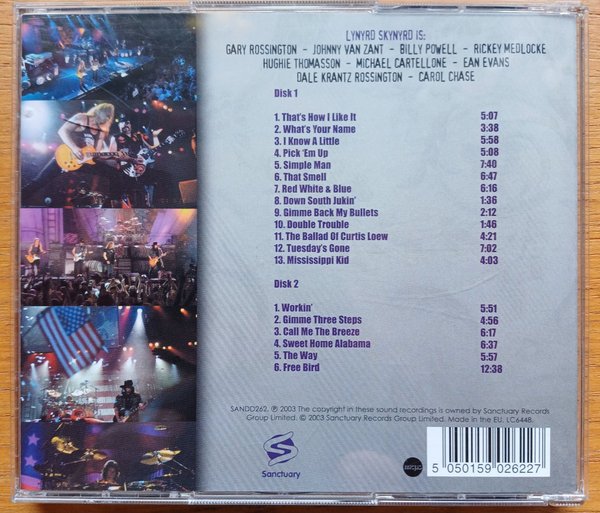 LYNYRD SKYNYRD IS:
GARY ROSSINGTON - JOHNNY VAN ZANT - BILLY POWELL - RICKEY MEDLOCKE
HUGHIE THOMASSON - MICHAEL CARTELLONE - EAN EVANS
DALE KRANTZ ROSSINGTON - CAROL CHASE
Disk 1
1. That's How I Like It 5:07
2. What's Your Name 3:38
3. I Know A Little 5:58
4. Pick 'Em Up 5:08
5. Simple Man 7:40
6. That Smell 6:47
7. Red White & Blue 6:16
8. Down South Jukin' 1:36
9. Gimme Back My Bullets 2:12
10. Double Trouble 1:46
11. The Ballad Of Curtis Loew 4:21
12. Tuesday's Gone 7:02
13. Mississippi Kid 4:03
Disk 2
1. Workin' 5:51
2. Gimme Three Steps 4:56
3. Call Me The Breeze 6:17
4. Sweet Home Alabama 6:37
5. The Way 5:57
6. Free Bird 12:38
SANDD262. ℗ 2003 The copyright in these sound recordings is owned by Sanctuary Records
Group Limited. © 2003 Sanctuary Records Group Limited. Made in the EU. LC6448.
Sanctuary
5 050159 026227